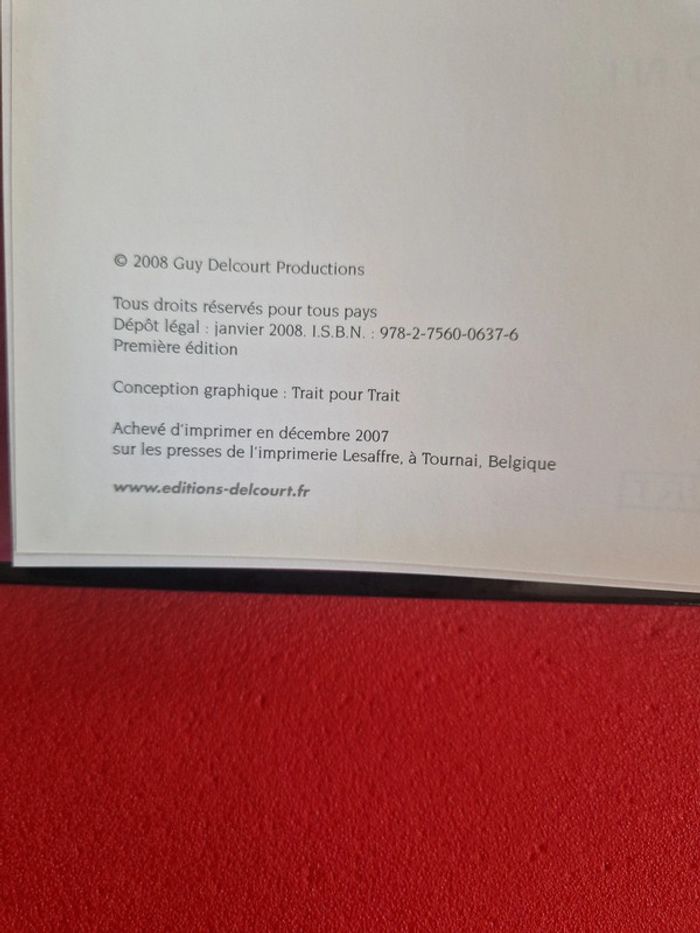 © 2008 Guy Delcourt Productions
Tous droits réservés pour tous pays
Dépôt légal : janvier 2008. I.S.B.N. : 978-2-7560-0637-6
Première édition
Conception graphique : Trait pour Trait
Achevé d'imprimer en décembre 2007
sur les presses de l'imprimerie Lesaffre, à Tournai, Belgique
www.editions-delcourt.fr